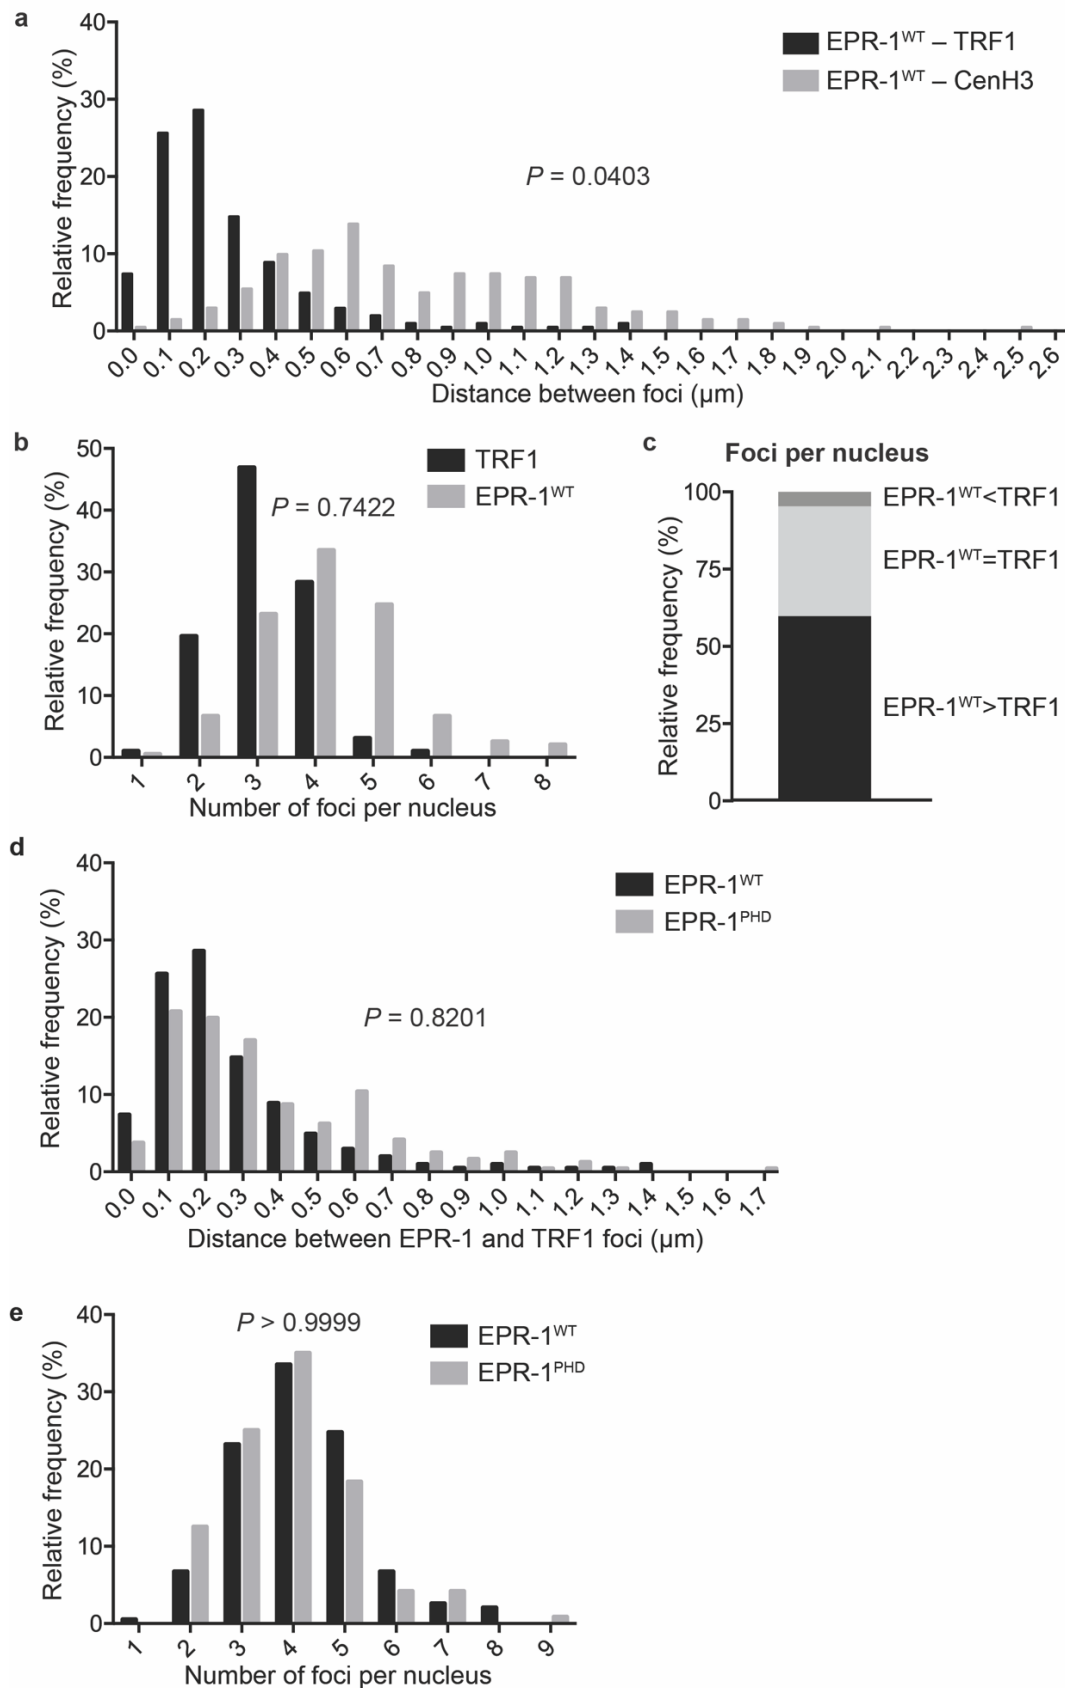 a
Relative frequency (%)
40
30
20
10
0
EPR-1ᵂᵀ – TRF1
EPR-1ᵂᵀ – CenH3
P = 0.0403
0.0 0.1 0.2 0.3 0.4 0.5 0.6 0.7 0.8 0.9 1.0 1.1 1.2 1.3 1.4 1.5 1.6 1.7 1.8 1.9 2.0 2.1 2.2 2.3 2.4 2.5 2.6
Distance between foci (µm)
b
Relative frequency (%)
50
40
30
20
10
0
TRF1
EPR-1ᵂᵀ
P = 0.7422
1 2 3 4 5 6 7 8
Number of foci per nucleus
c
Foci per nucleus
Relative frequency (%)
100
75
50
25
0
EPR-1ᵂᵀ<TRF1
EPR-1ᵂᵀ=TRF1
EPR-1ᵂᵀ>TRF1
d
Relative frequency (%)
40
30
20
10
0
EPR-1ᵂᵀ
EPR-1ᴾᴴᴰ
P = 0.8201
0.0 0.1 0.2 0.3 0.4 0.5 0.6 0.7 0.8 0.9 1.0 1.1 1.2 1.3 1.4 1.5 1.6 1.7
Distance between EPR-1 and TRF1 foci (µm)
e
Relative frequency (%)
40
30
20
10
0
P > 0.9999
EPR-1ᵂᵀ
EPR-1ᴾᴴᴰ
1 2 3 4 5 6 7 8 9
Number of foci per nucleus